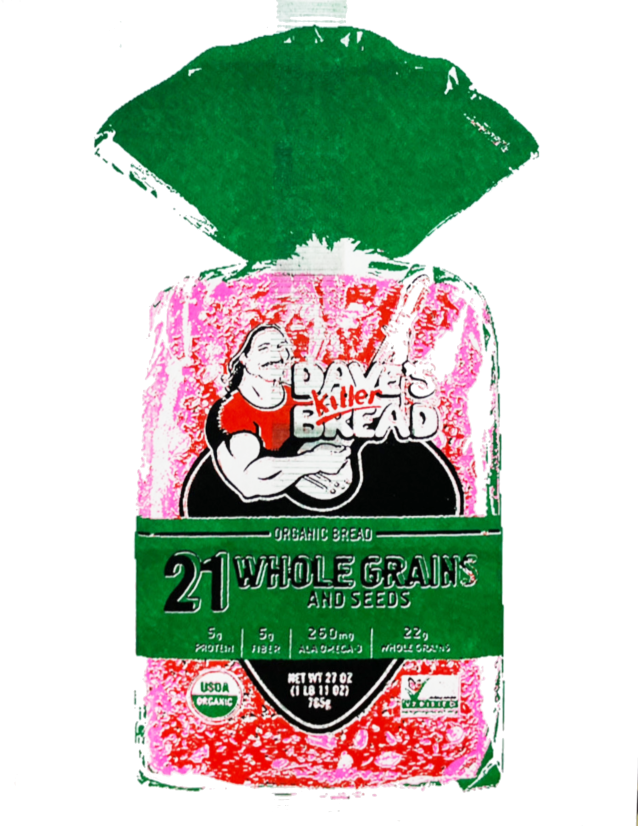 DAVE'S
killer
BREAD
ORGANIC BREAD
21 WHOLE GRAINS
AND SEEDS
5g
PROTEIN
5g
FIBER
250mg
ALA OMEGA-3
22g
WHOLE GRAINS
USDA
ORGANIC
NET WT 27 OZ
(1 LB 11 OZ)
765g
VERIFIED